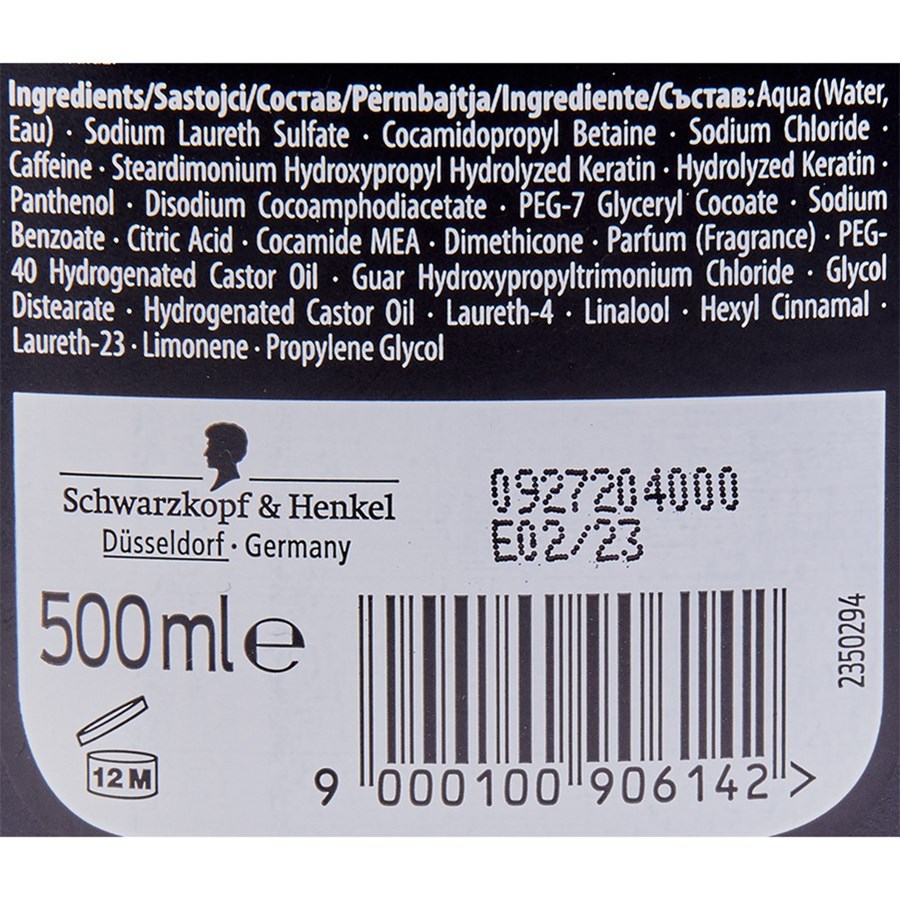 Ingredients/Sastojci/Состав/Përmbajtja/Ingrediente/Състав: Aqua (Water,
Eau) · Sodium Laureth Sulfate · Cocamidopropyl Betaine · Sodium Chloride ·
Caffeine · Steardimonium Hydroxypropyl Hydrolyzed Keratin · Hydrolyzed Keratin ·
Panthenol · Disodium Cocoamphodiacetate · PEG-7 Glyceryl Cocoate · Sodium
Benzoate · Citric Acid · Cocamide MEA · Dimethicone · Parfum (Fragrance) · PEG-
40 Hydrogenated Castor Oil · Guar Hydroxypropyltrimonium Chloride · Glycol
Distearate · Hydrogenated Castor Oil · Laureth-4 · Linalool · Hexyl Cinnamal ·
Laureth-23 · Limonene · Propylene Glycol
Schwarzkopf & Henkel
Düsseldorf · Germany
0927204000
E02/23
500 ml e
2350294
12 M
9 000100 906142 >